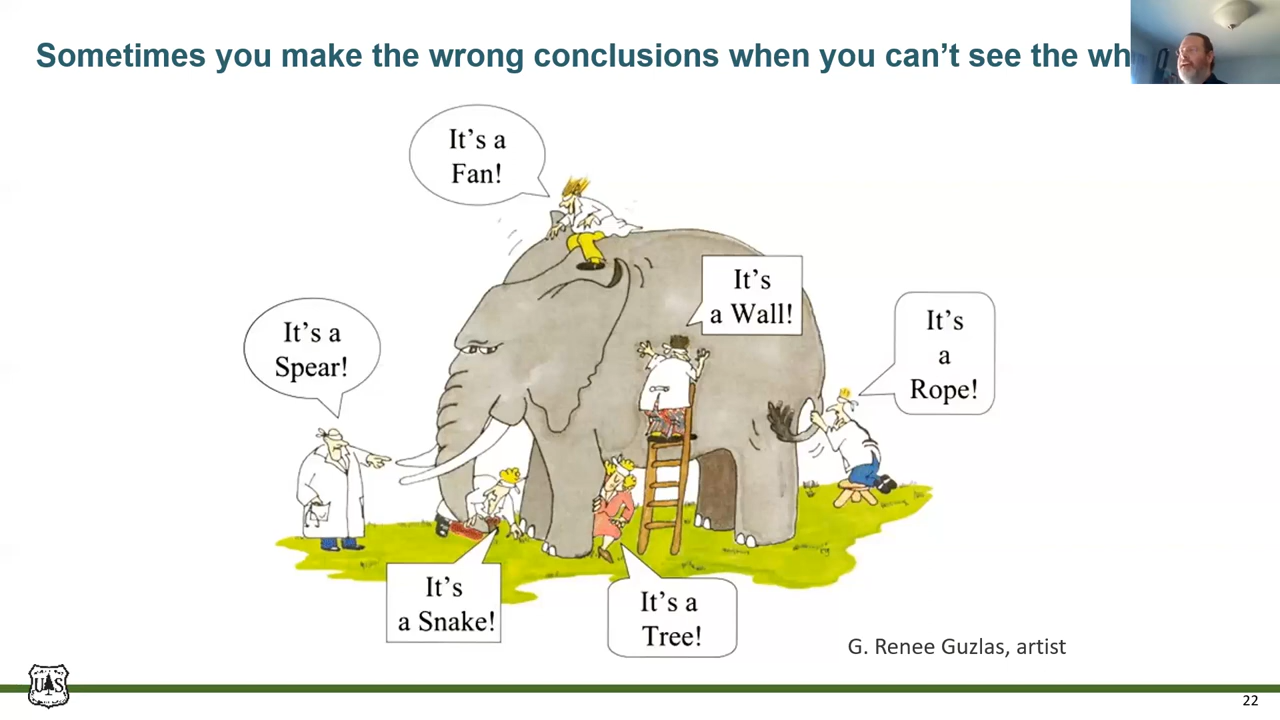 Sometimes you make the wrong conclusions when you can't see the wh
It's a
Fan!
It's
a Wall!
It's a
Spear!
It's
a
Rope!
It's
a Snake!
It's a
Tree!
G. Renee Guzlas, artist
US
22